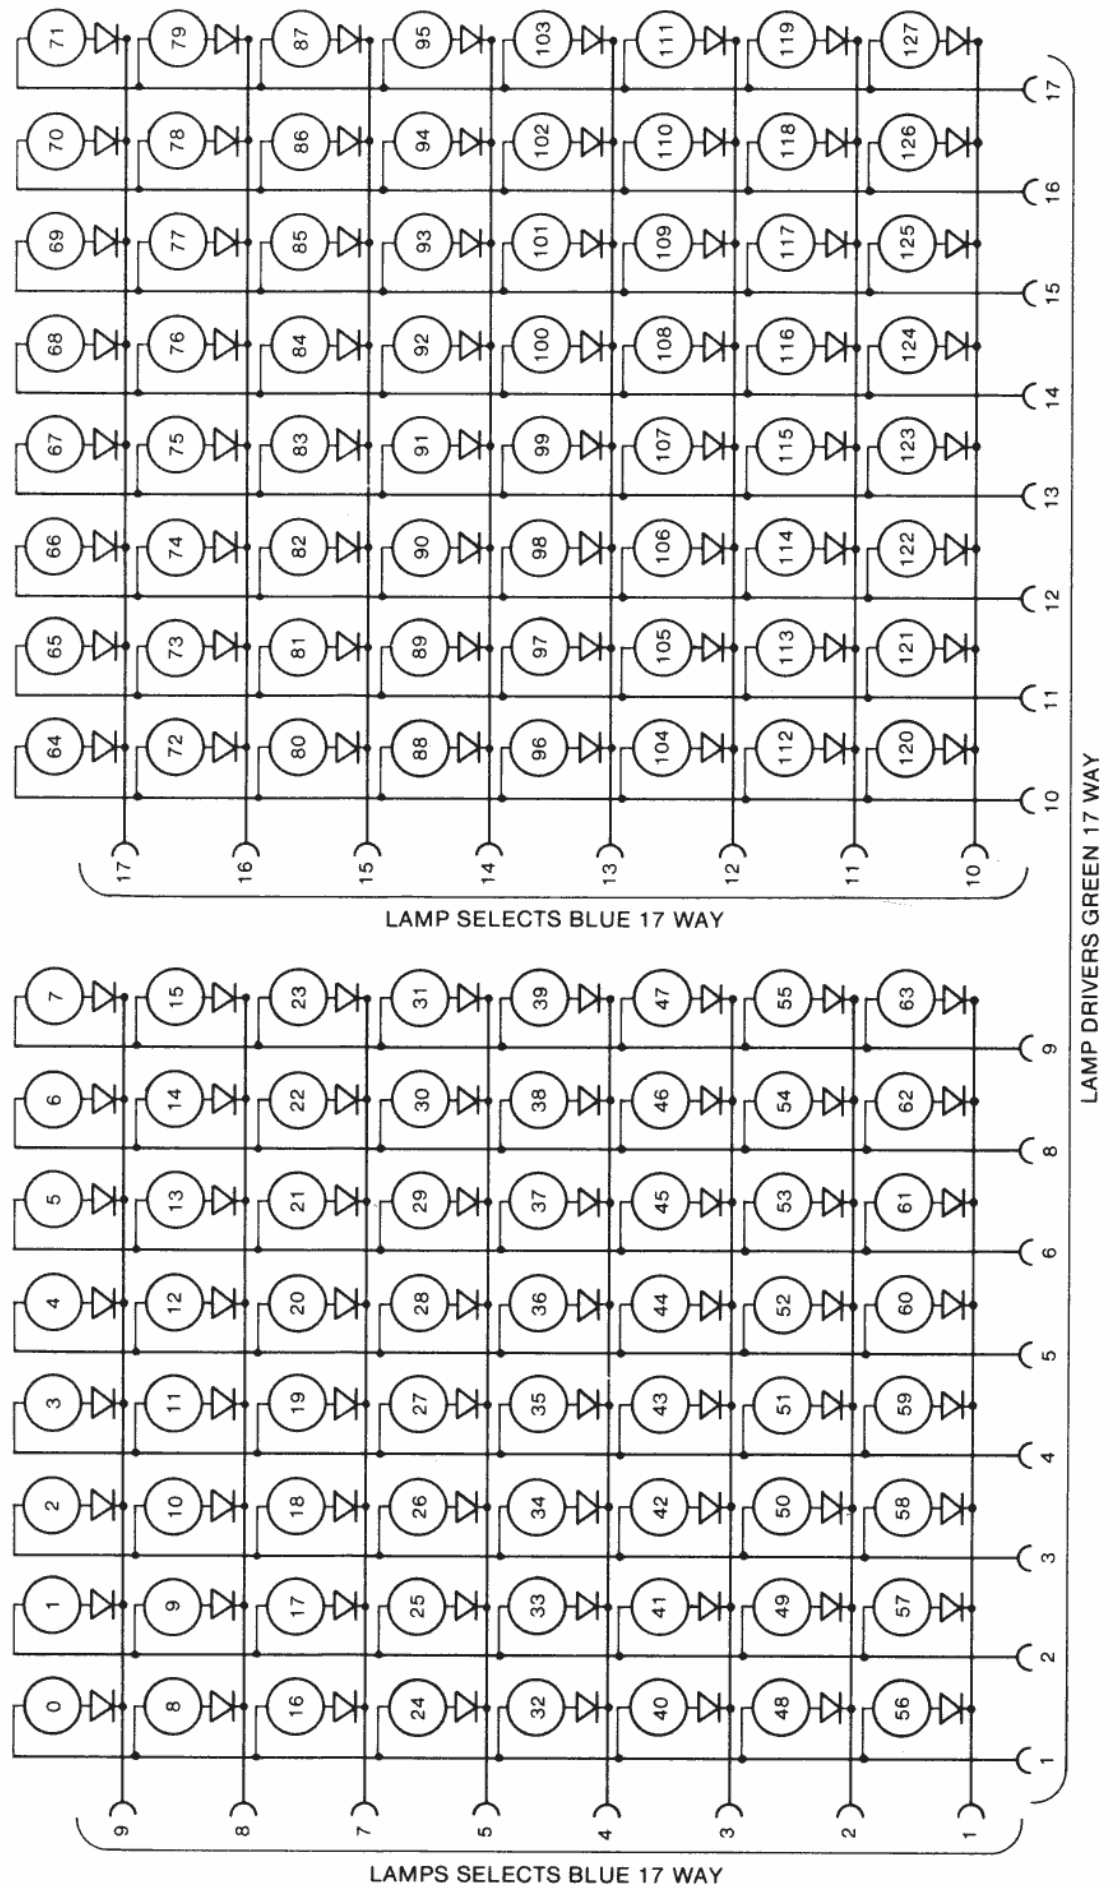 LAMPS SELECTS BLUE 17 WAY
9 0 1 2 3 4 5 6 7
8 8 9 10 11 12 13 14 15
7 16 17 18 19 20 21 22 23
5 24 25 26 27 28 29 30 31
4 32 33 34 35 36 37 38 39
3 40 41 42 43 44 45 46 47
2 48 49 50 51 52 53 54 55
1 56 57 58 59 60 61 62 63
1 2 3 4 5 6 8 9
LAMP SELECTS BLUE 17 WAY
17 64 65 66 67 68 69 70 71
16 72 73 74 75 76 77 78 79
15 80 81 82 83 84 85 86 87
14 88 89 90 91 92 93 94 95
13 96 97 98 99 100 101 102 103
12 104 105 106 107 108 109 110 111
11 112 113 114 115 116 117 118 119
10 120 121 122 123 124 125 126 127
10 11 12 13 14 15 16 17
LAMP DRIVERS GREEN 17 WAY